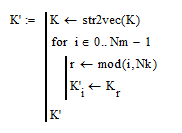 K' := K ← str2vec(K)
for i ∈ 0.. Nm − 1
r ← mod(i, Nk)
K'i ← Kr
K'